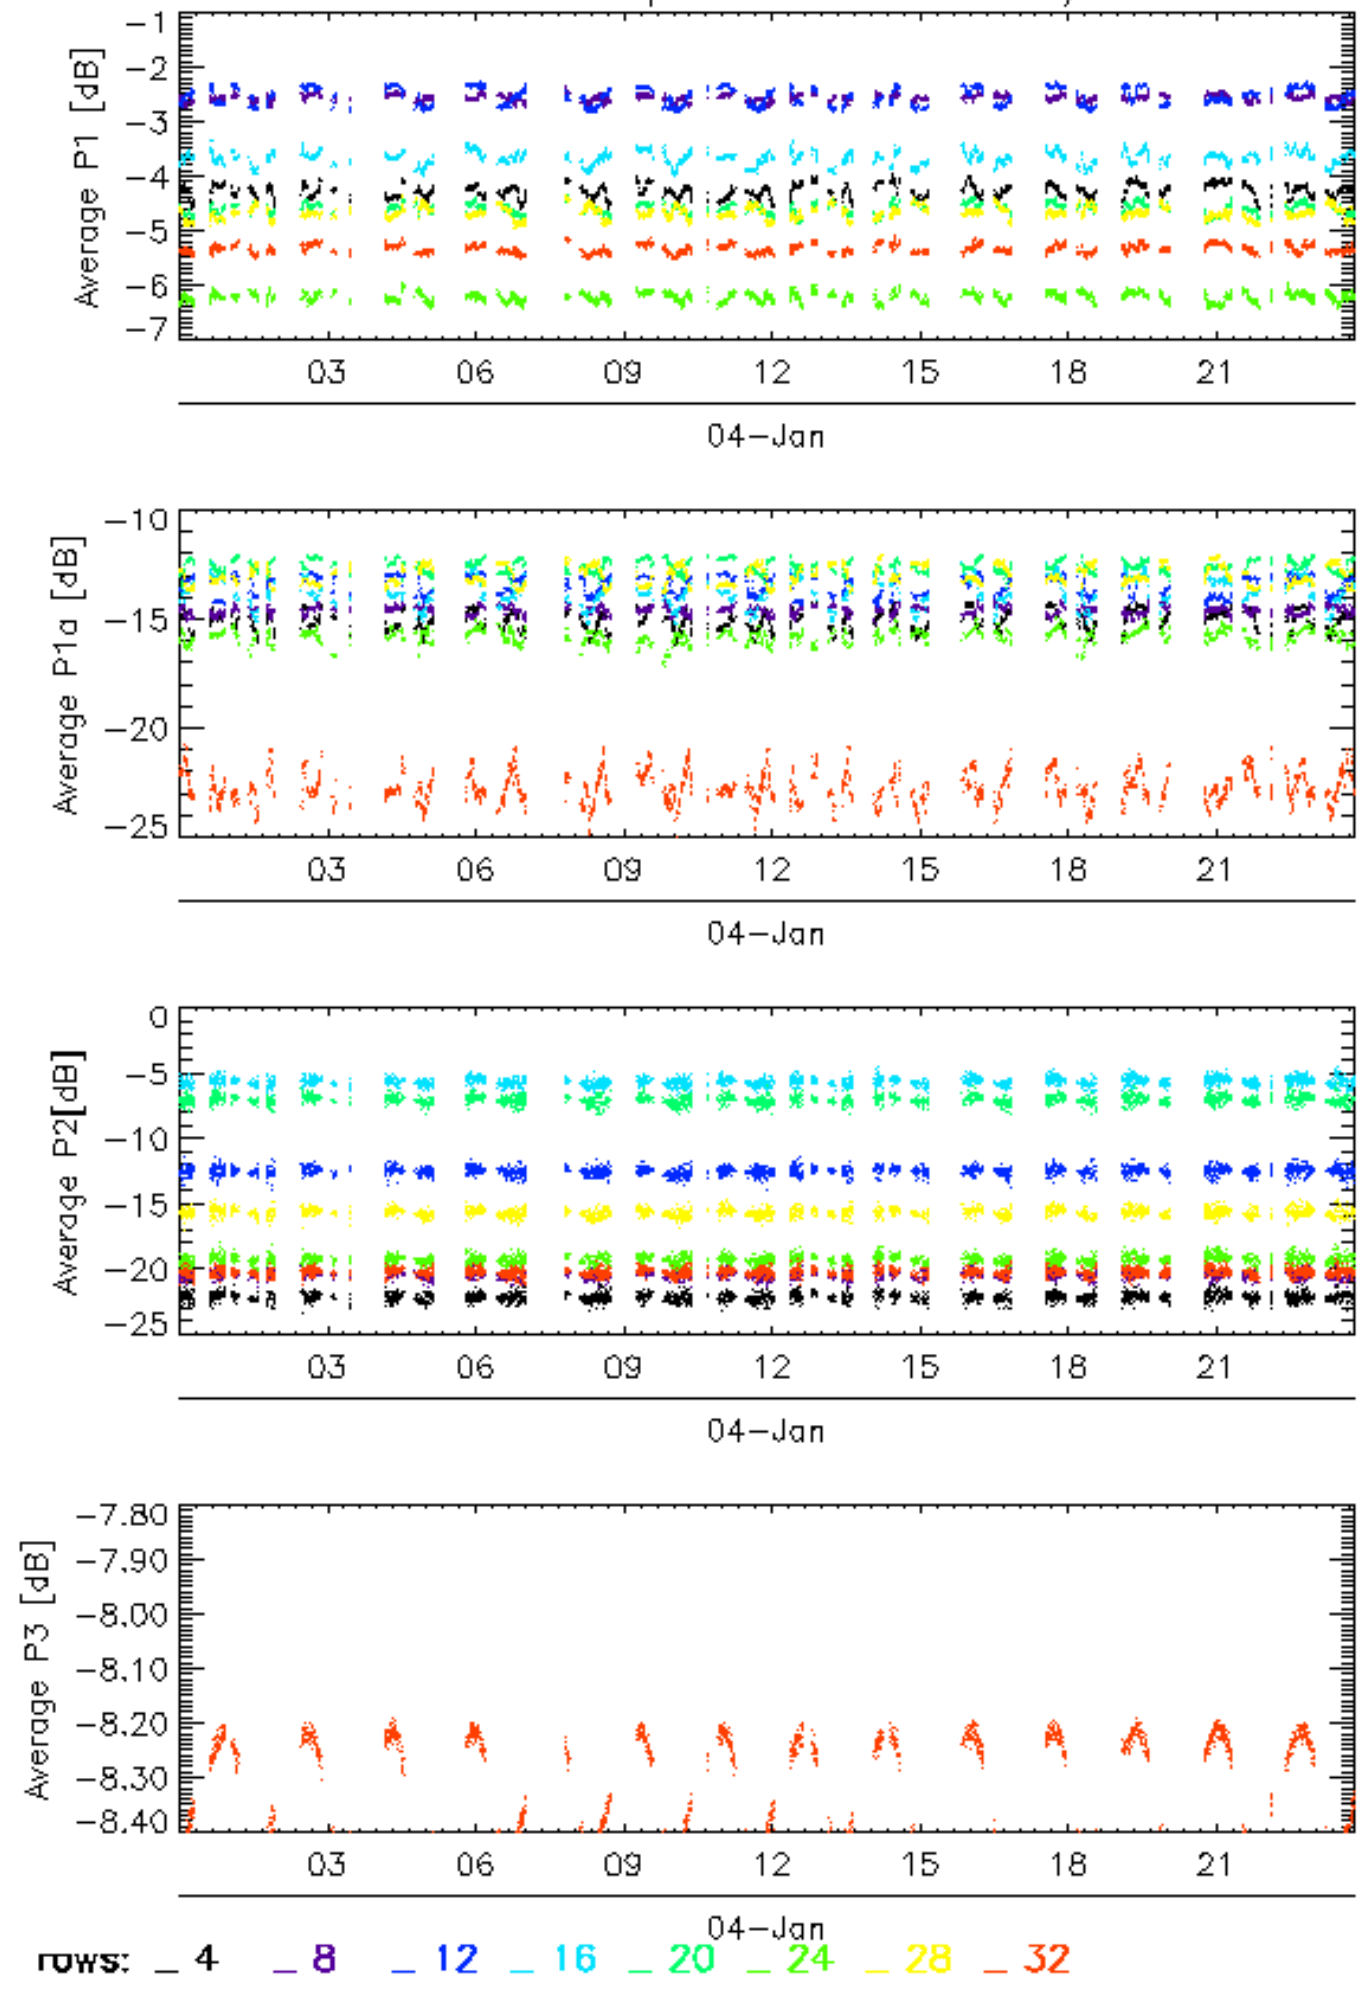 Average P1 [dB]
-1
-2
-3
-4
-5
-6
-7
03 06 09 12 15 18 21
04-Jan
Average P1a [dB]
-10
-15
-20
-25
03 06 09 12 15 18 21
04-Jan
Average P2[dB]
0
-5
-10
-15
-20
-25
03 06 09 12 15 18 21
04-Jan
Average P3 [dB]
-7.80
-7.90
-8.00
-8.10
-8.20
-8.30
-8.40
03 06 09 12 15 18 21
04-Jan
rows: _ 4 _ 8 _ 12 _ 16 _ 20 _ 24 _ 28 _ 32